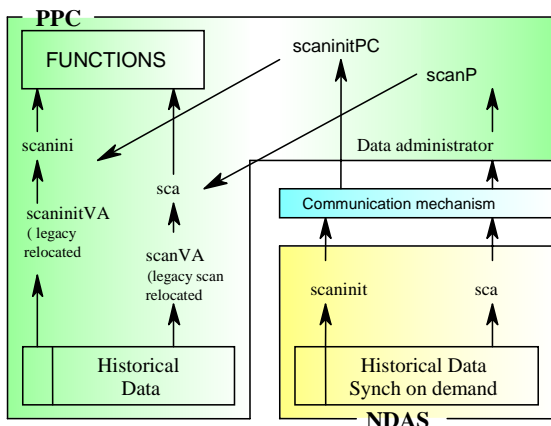 PPC
FUNCTIONS
scaninitPC
scanP
scanini
Data administrator
sca
scaninitVA
( legacy
relocated
Communication mechanism
scanVA
(legacy scan
relocated
scaninit
sca
Historical
Data
Historical Data
Synch on demand
NDAS